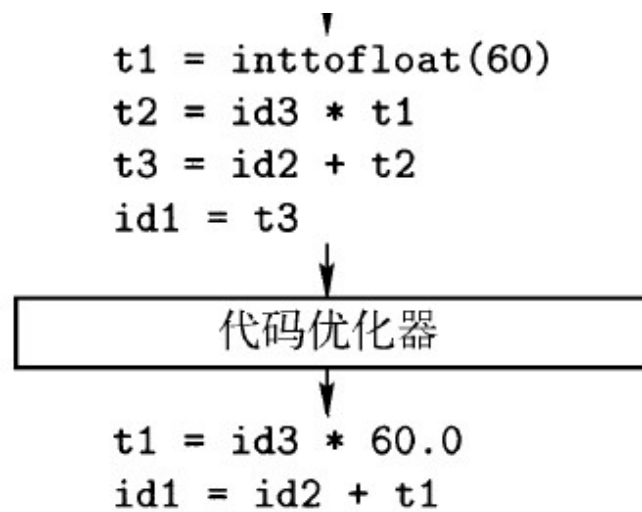 t1 = inttofloat(60)
t2 = id3 * t1
t3 = id2 + t2
id1 = t3
代码优化器
t1 = id3 * 60.0
id1 = id2 + t1